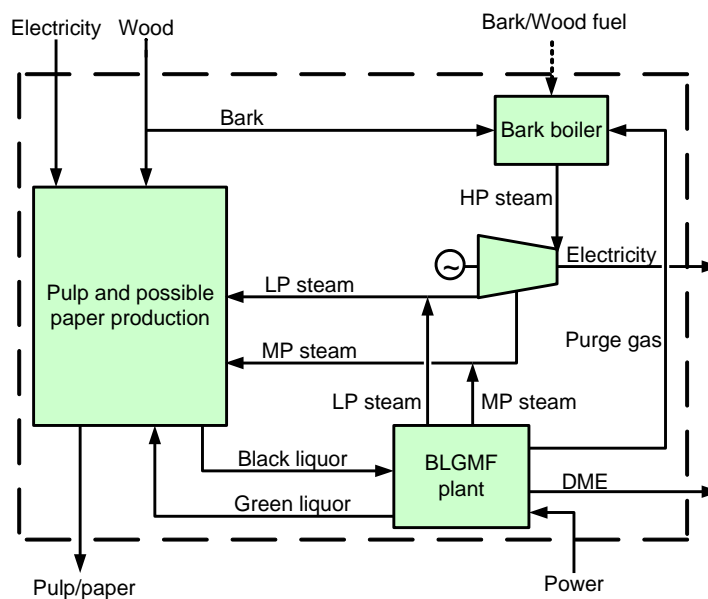 Electricity
Wood
Bark/Wood fuel
Bark
Bark boiler
HP steam
~
Electricity
LP steam
Pulp and possible
paper production
Purge gas
MP steam
LP steam
MP steam
Black liquor
BLGMF
plant
DME
Green liquor
Pulp/paper
Power